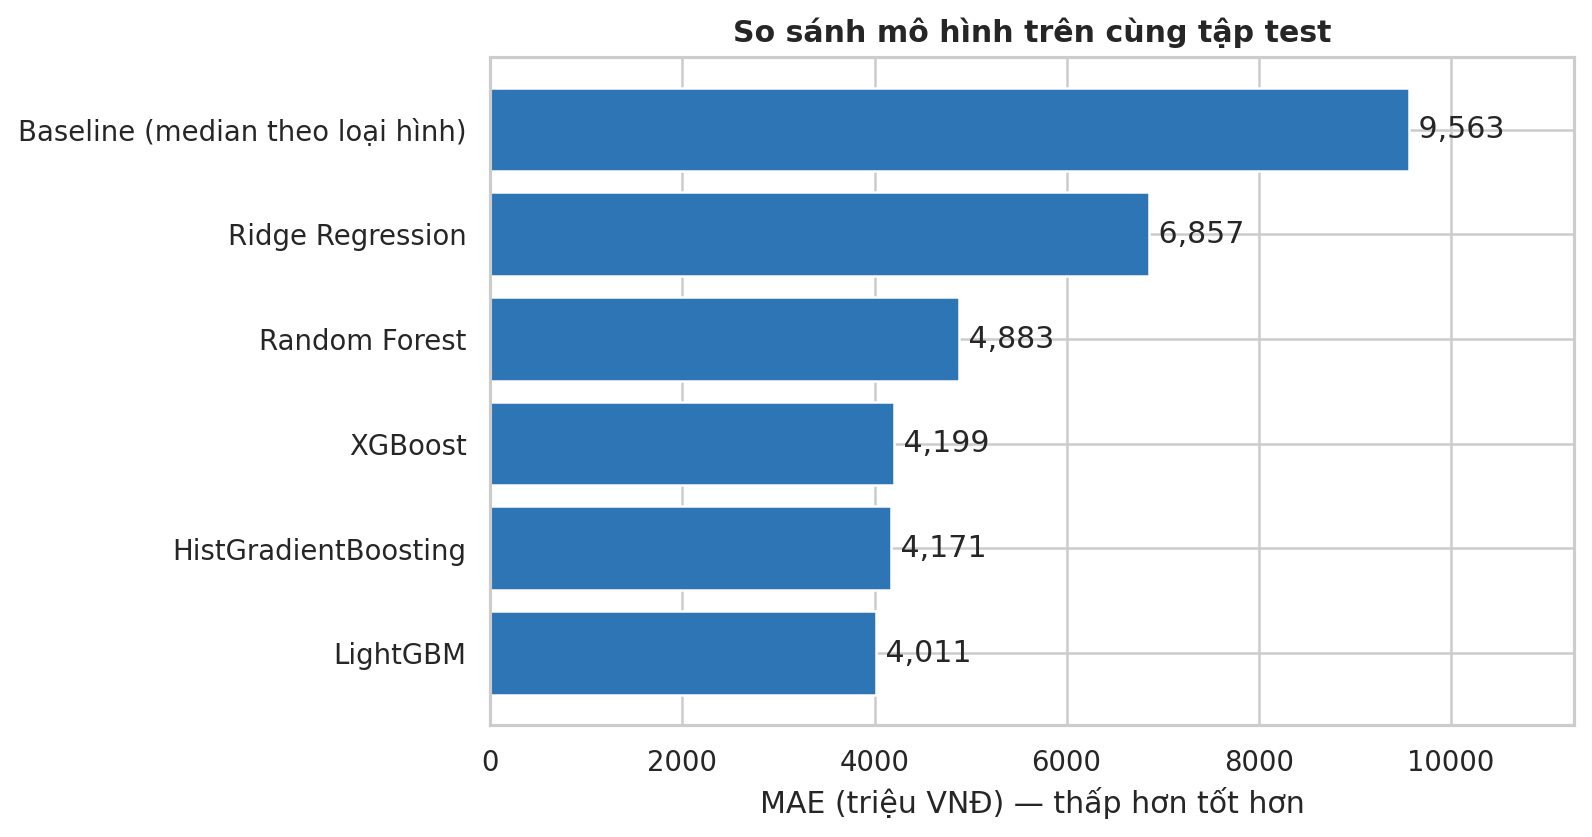 So sánh mô hình trên cùng tập test
Baseline (median theo loại hình)
9,563
Ridge Regression
6,857
Random Forest
4,883
XGBoost
4,199
HistGradientBoosting
4,171
LightGBM
4,011
0 2000 4000 6000 8000 10000
MAE (triệu VNĐ) — thấp hơn tốt hơn